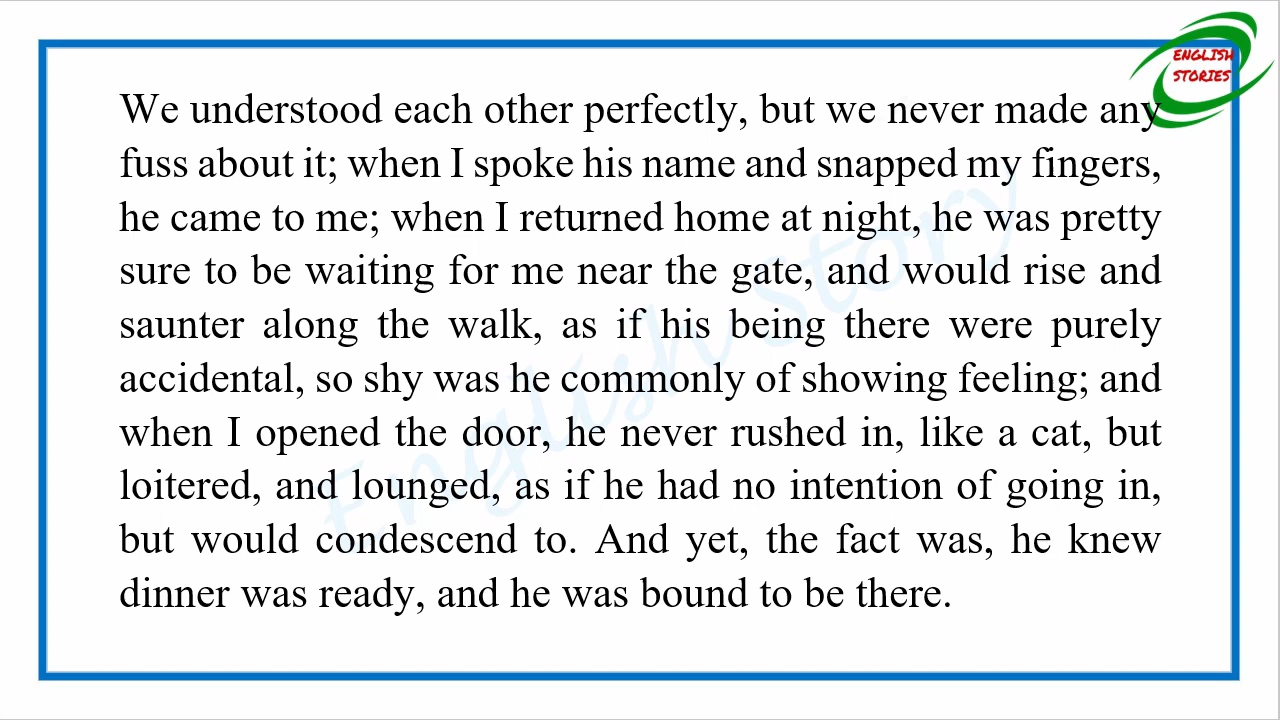 ENGLISH
STORIES
We understood each other perfectly, but we never made any
fuss about it; when I spoke his name and snapped my fingers,
he came to me; when I returned home at night, he was pretty
sure to be waiting for me near the gate, and would rise and
saunter along the walk, as if his being there were purely
accidental, so shy was he commonly of showing feeling; and
when I opened the door, he never rushed in, like a cat, but
loitered, and lounged, as if he had no intention of going in,
but would condescend to. And yet, the fact was, he knew
dinner was ready, and he was bound to be there.
English Story